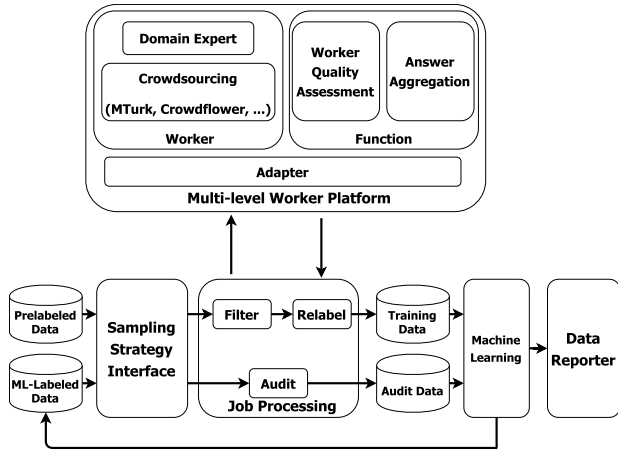 Domain Expert
Crowdsourcing
(MTurk, Crowdflower, ...)
Worker
Worker
Quality
Assessment
Answer
Aggregation
Function
Adapter
Multi-level Worker Platform
Prelabeled
Data
ML-Labeled
Data
Sampling
Strategy
Interface
Filter
Relabel
Audit
Job Processing
Training
Data
Audit Data
Machine
Learning
Data
Reporter